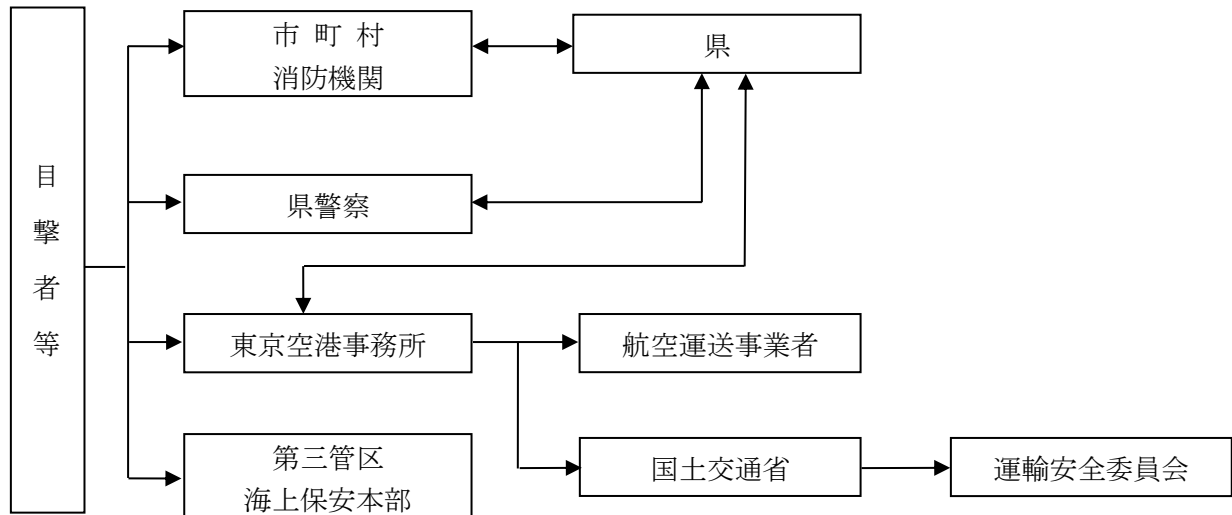 目撃者等
市町村
消防機関
県
県警察
東京空港事務所
航空運送事業者
第三管区
海上保安本部
国土交通省
運輸安全委員会